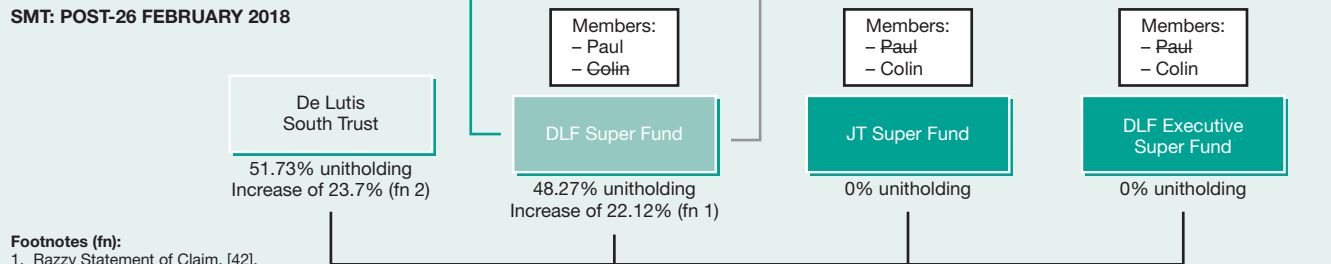 SMT: POST-26 FEBRUARY 2018
Members:
– Paul
– Colin
Members:
– Paul
– Colin
Members:
– Paul
– Colin
De Lutis
South Trust
DLF Super Fund
JT Super Fund
DLF Executive
Super Fund
51.73% unitholding
Increase of 23.7% (fn 2)
48.27% unitholding
Increase of 22.12% (fn 1)
0% unitholding
0% unitholding
Footnotes (fn):
1. Razzy Statement of Claim, [42].